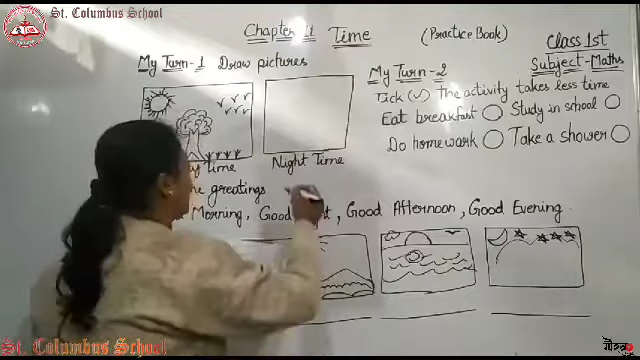 St. Columbus School
Chapter 11 Time
(Practice Book)
Class 1st
Subject-Maths
My Turn-1 Draw pictures
Time
Night Time
greatings
Morning, Good , Good Afternoon, Good Evening
My Turn-2
Tick (✓) The activity takes less time
Eat breakfast
Study in school
Do homework
Take a shower
St. Columbus School